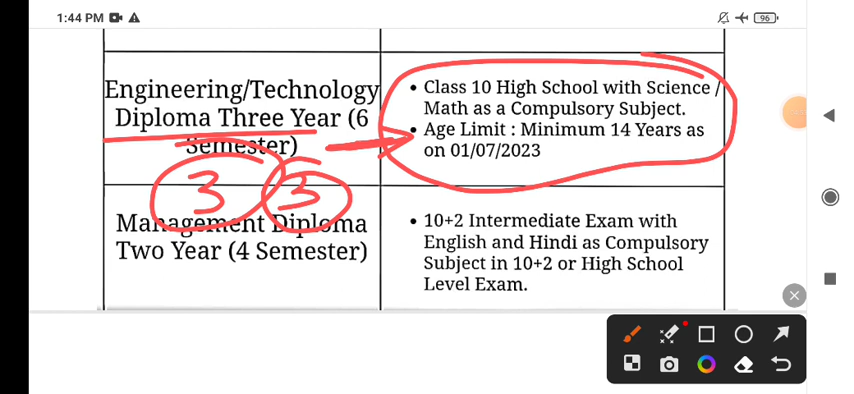 1:44 PM
96
Engineering/Technology
Diploma Three Year (6
Semester)
• Class 10 High School with Science /
Math as a Compulsory Subject.
• Age Limit : Minimum 14 Years as
on 01/07/2023
3 3
Management Diploma
Two Year (4 Semester)
• 10+2 Intermediate Exam with
English and Hindi as Compulsory
Subject in 10+2 or High School
Level Exam.